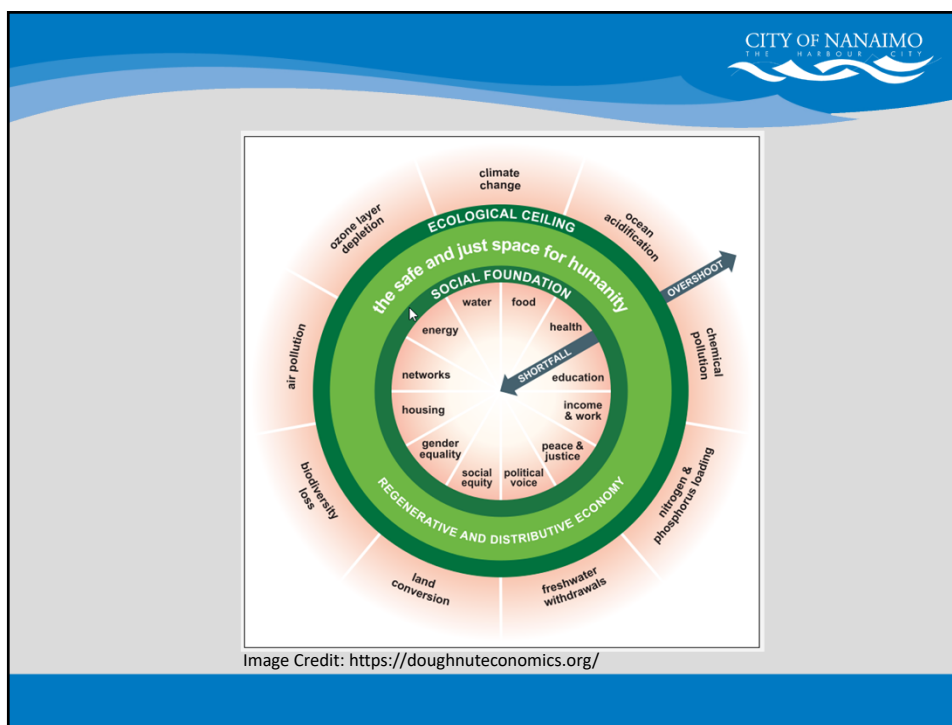 CITY OF NANAIMO
THE HARBOUR CITY
climate
change
ozone layer
depletion
ocean
acidification
ECOLOGICAL CEILING
the safe and just space for humanity
OVERSHOOT
SOCIAL FOUNDATION
water
food
energy
health
SHORTFALL
air pollution
chemical
pollution
networks
education
housing
income
& work
gender
equality
peace &
justice
social
equity
political
voice
biodiversity
loss
nitrogen &
phosphorus loading
REGENERATIVE AND DISTRIBUTIVE ECONOMY
land
conversion
freshwater
withdrawals
Image Credit: https://doughnuteconomics.org/